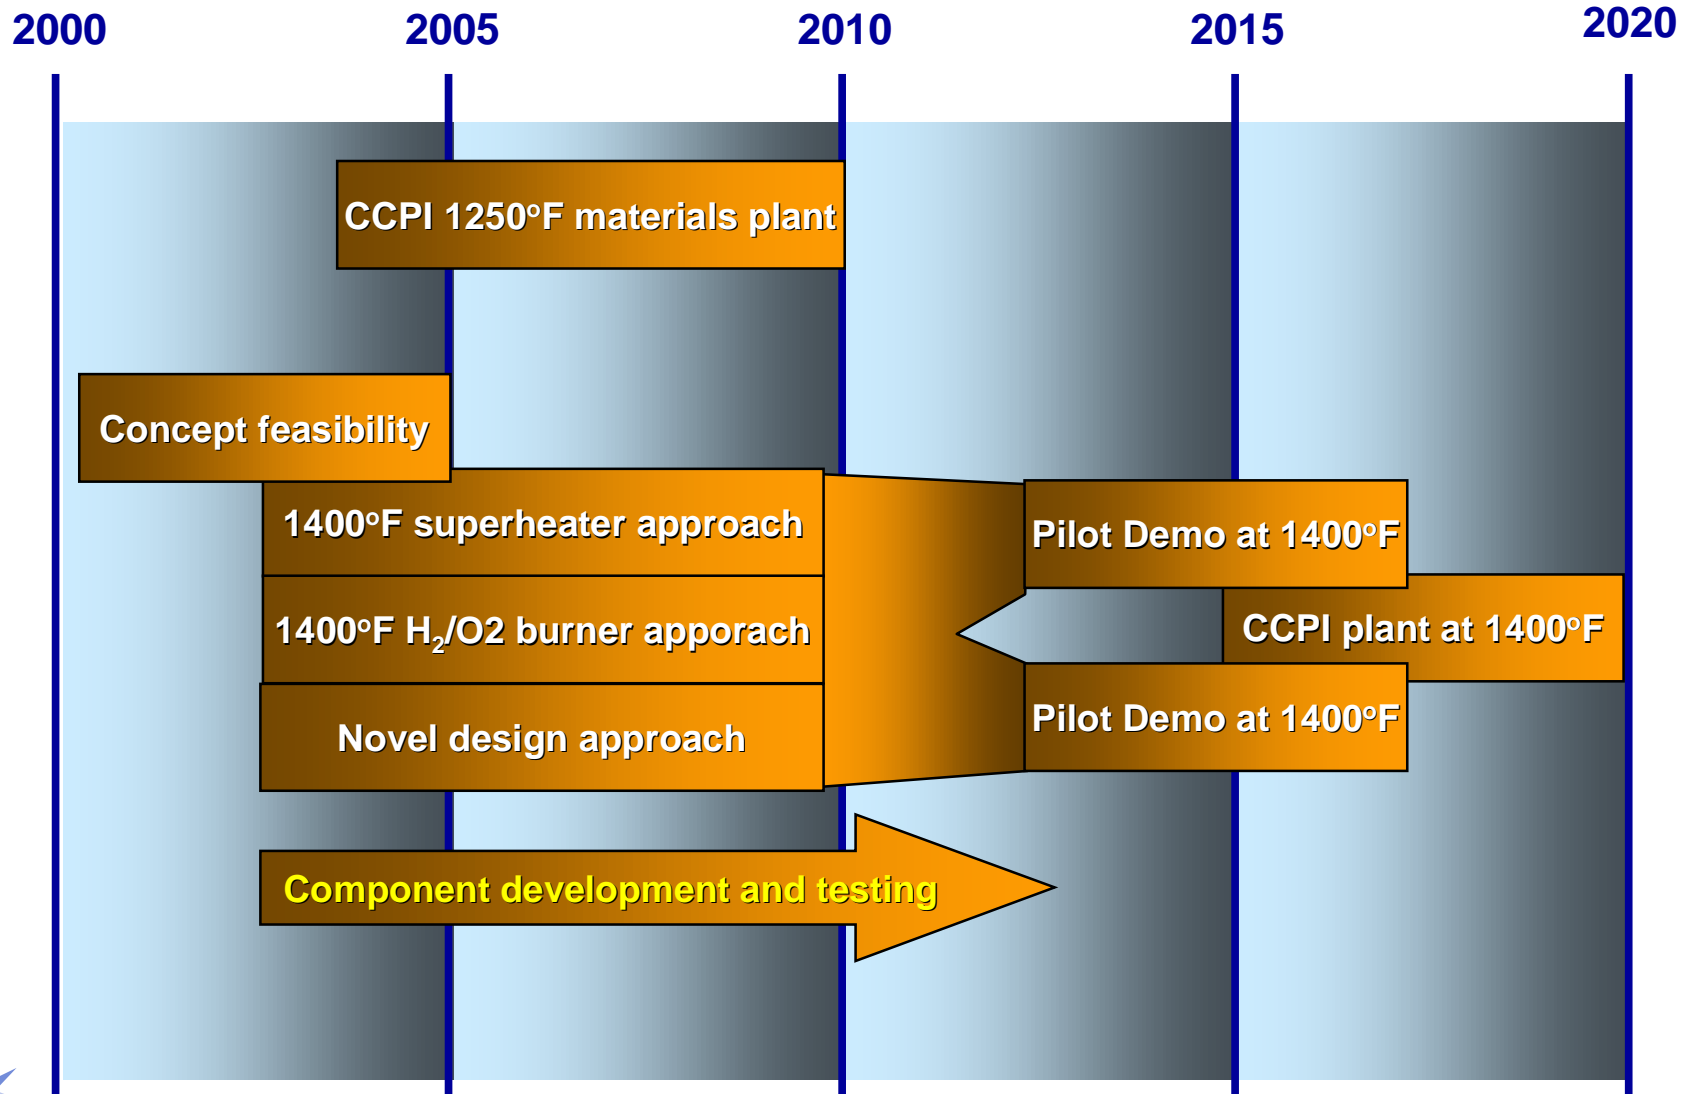 2000 2005 2010 2015 2020
CCPI 1250°F materials plant
Concept feasibility
1400°F superheater approach
Pilot Demo at 1400°F
1400°F H₂/O2 burner apporach
CCPI plant at 1400°F
Novel design approach
Pilot Demo at 1400°F
Component development and testing